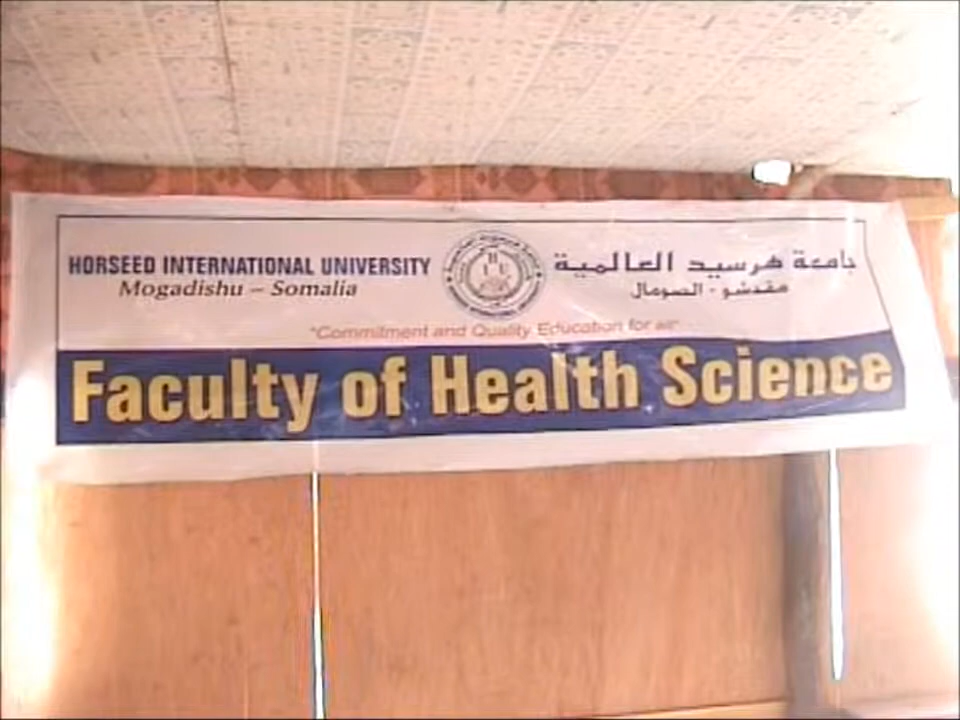 HORSEED INTERNATIONAL UNIVERSITY
Mogadishu – Somalia
جامعة هرسيد العالمية
مقدشو - الصومال
"Commitment and Quality Education for all"
Faculty of Health Science